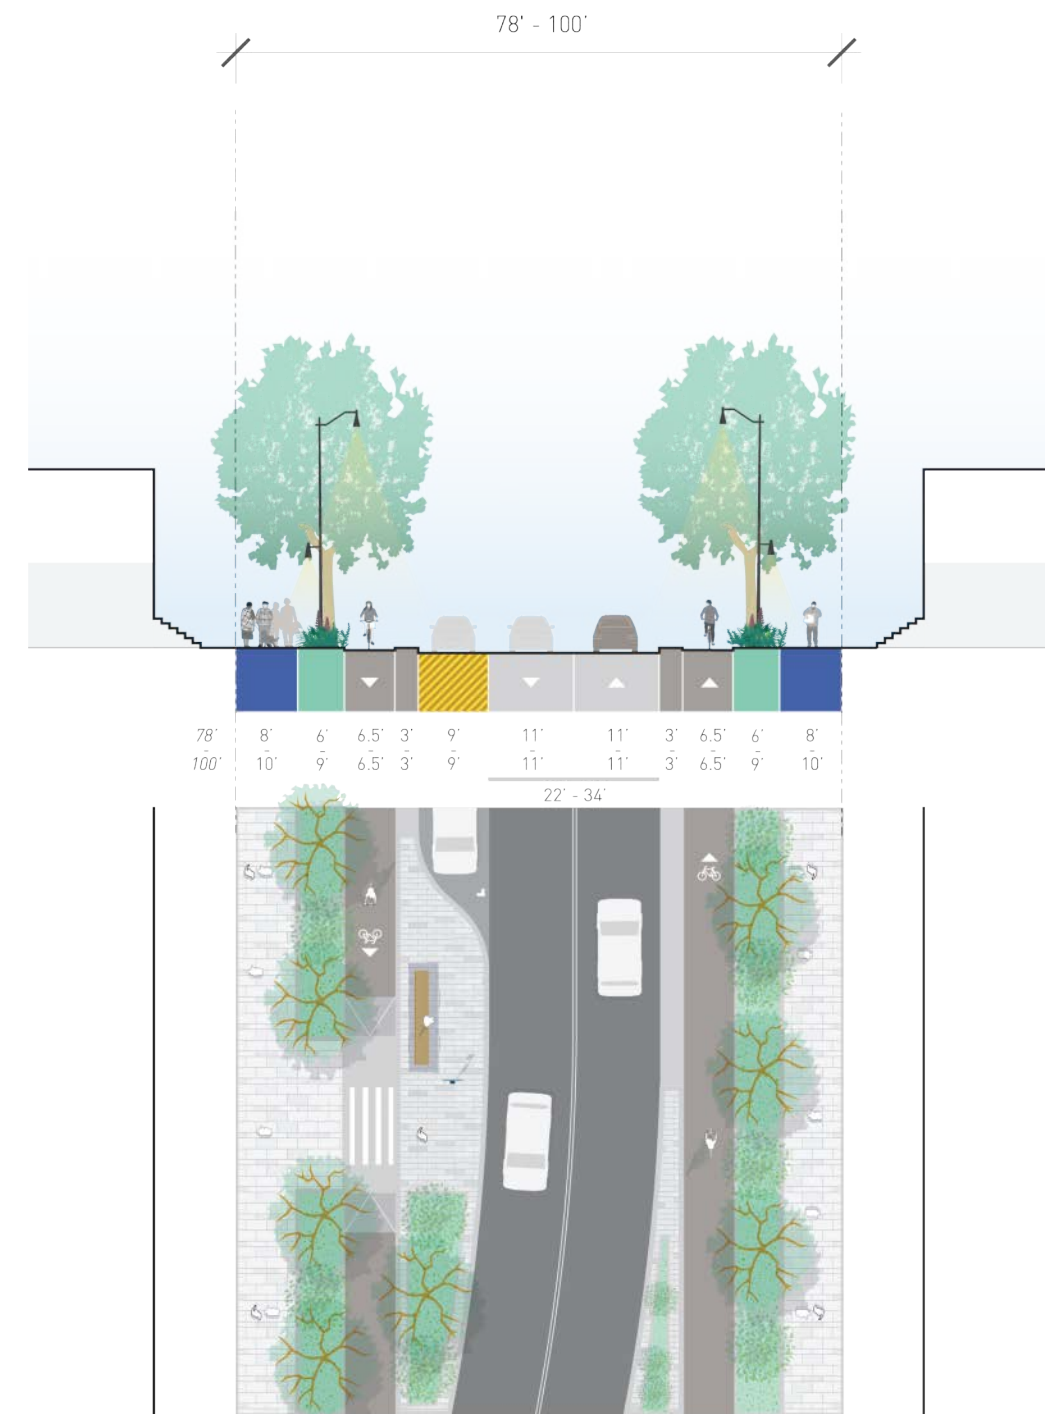 78' - 100'
78' 8' 6' 6.5' 3' 9' 11' 11' 3' 6.5' 6' 8'
- - - - - - - - - - - -
100' 10' 9' 6.5' 3' 9' 11' 11' 3' 6.5' 9' 10'
22' - 34'